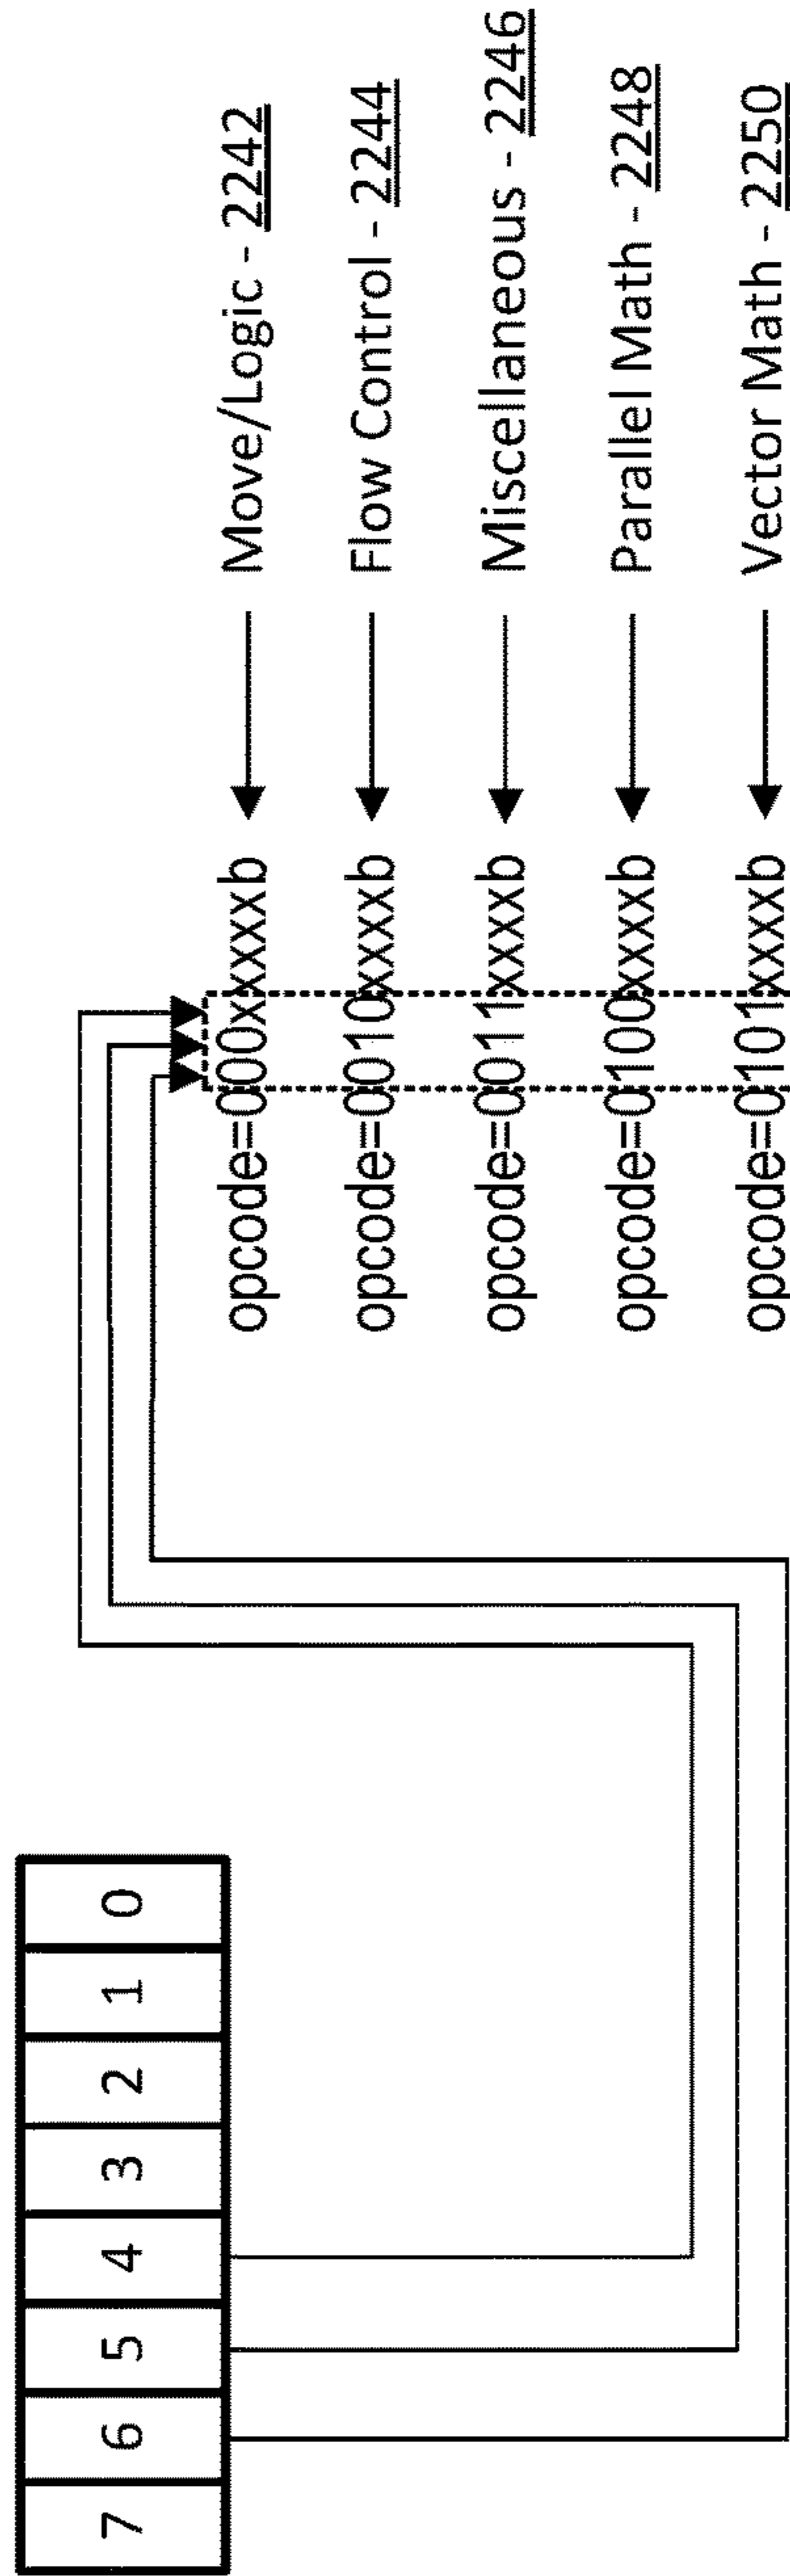 7 6 5 4 3 2 1 0
opcode=000xxxxxb Move/Logic - 2242
opcode=0010xxxxb Flow Control - 2244
opcode=0011xxxxb Miscellaneous - 2246
opcode=0100xxxxb Parallel Math - 2248
opcode=0101xxxxb Vector Math - 2250